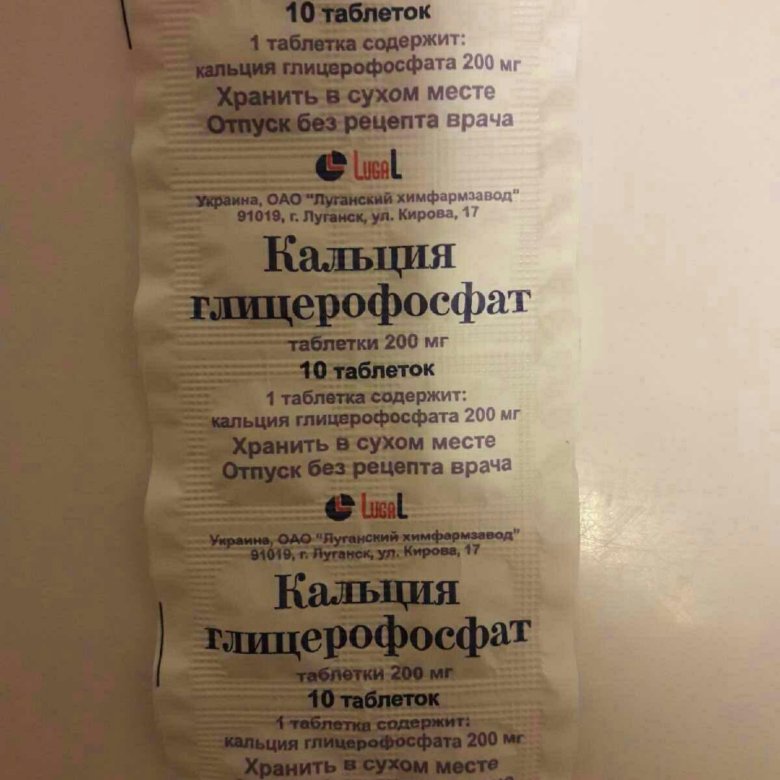 10 таблеток
1 таблетка содержит:
кальция глицерофосфата 200 мг
Хранить в сухом месте
Отпуск без рецепта врача
LUGAL
Украина, ОАО "Луганский химфармзавод"
91019, г. Луганск, ул. Кирова, 17
Кальция
глицерофосфат
таблетки 200 мг
10 таблеток
1 таблетка содержит:
кальция глицерофосфата 200 мг
Хранить в сухом месте
Отпуск без рецепта врача
LUGAL
Украина, ОАО "Луганский химфармзавод"
91019, г. Луганск, ул. Кирова, 17
Кальция
глицерофосфат
таблетки 200 мг
10 таблеток
1 таблетка содержит:
кальция глицерофосфата 200 мг
Хранить в сухом месте